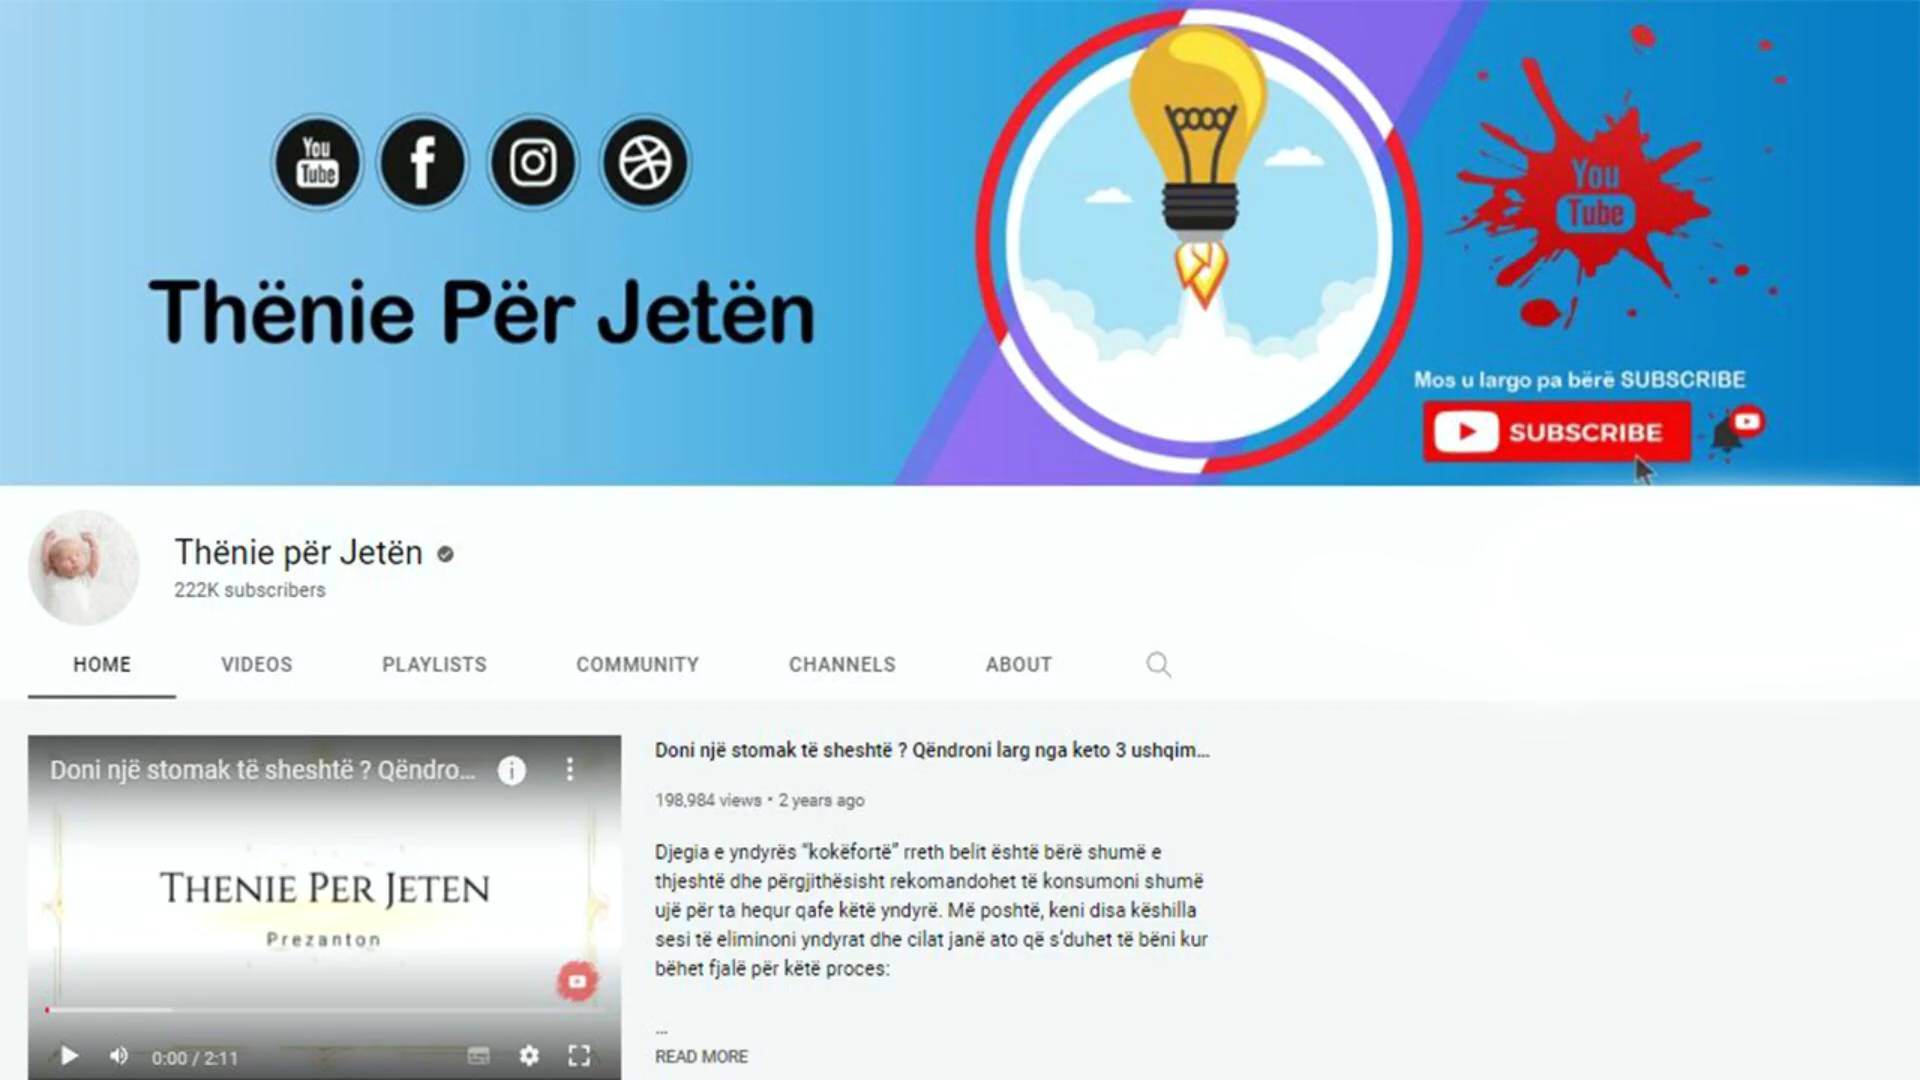 You
Tube
Thënie Për Jetën
You
Tube
Mos u largo pa bërë SUBSCRIBE
SUBSCRIBE
Thënie për Jetën
222K subscribers
HOME VIDEOS PLAYLISTS COMMUNITY CHANNELS ABOUT
Doni një stomak të sheshtë ? Qëndro...
THENIE PER JETEN
Prezanton
0:00 / 2:11
Doni një stomak të sheshtë ? Qëndroni larg nga keto 3 ushqim...
198,984 views • 2 years ago
Djegia e yndyrës “kokëfortë” rreth belit është bërë shumë e
thjeshtë dhe përgjithësisht rekomandohet të konsumoni shumë
ujë për ta hequr qafe këtë yndyrë. Më poshtë, keni disa këshilla
sesi të eliminoni yndyrat dhe cilat janë ato që s'duhet të bëni kur
bëhet fjalë për këtë proces:
...
READ MORE